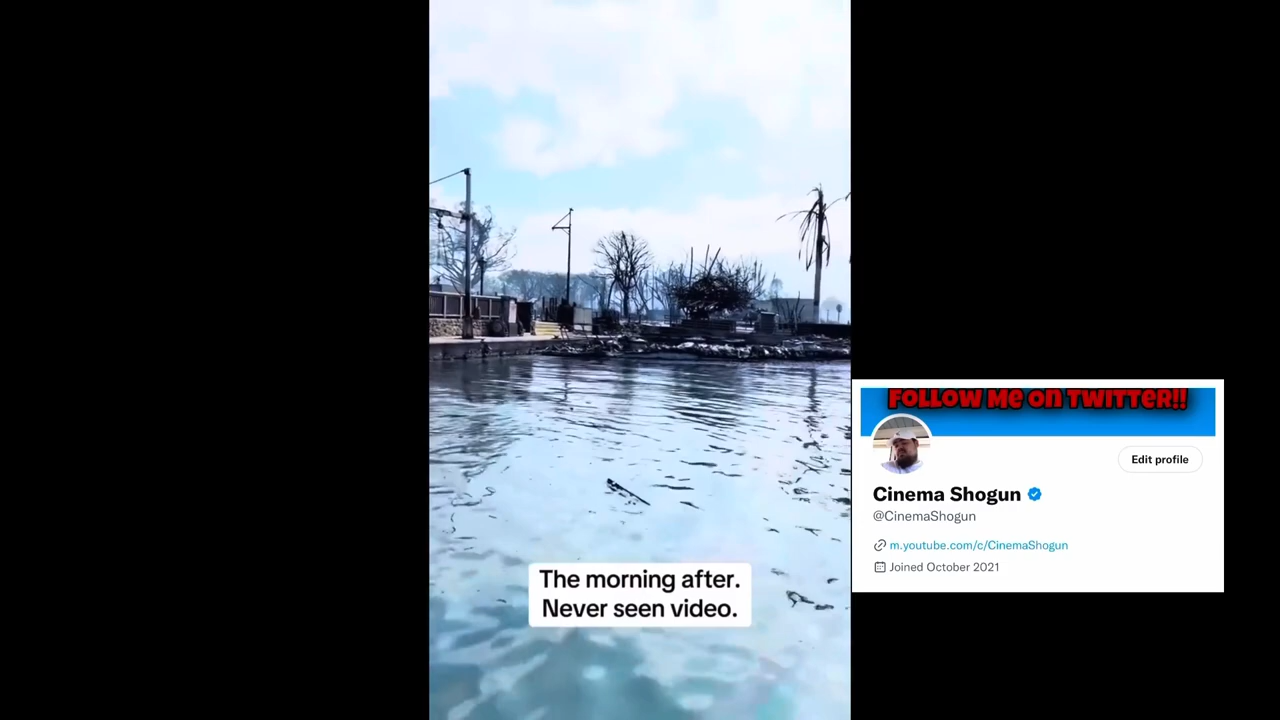 The morning after.
Never seen video.
FOLLOW ME ON TWITTER!!
Edit profile
Cinema Shogun
@CinemaShogun
m.youtube.com/c/CinemaShogun
Joined October 2021